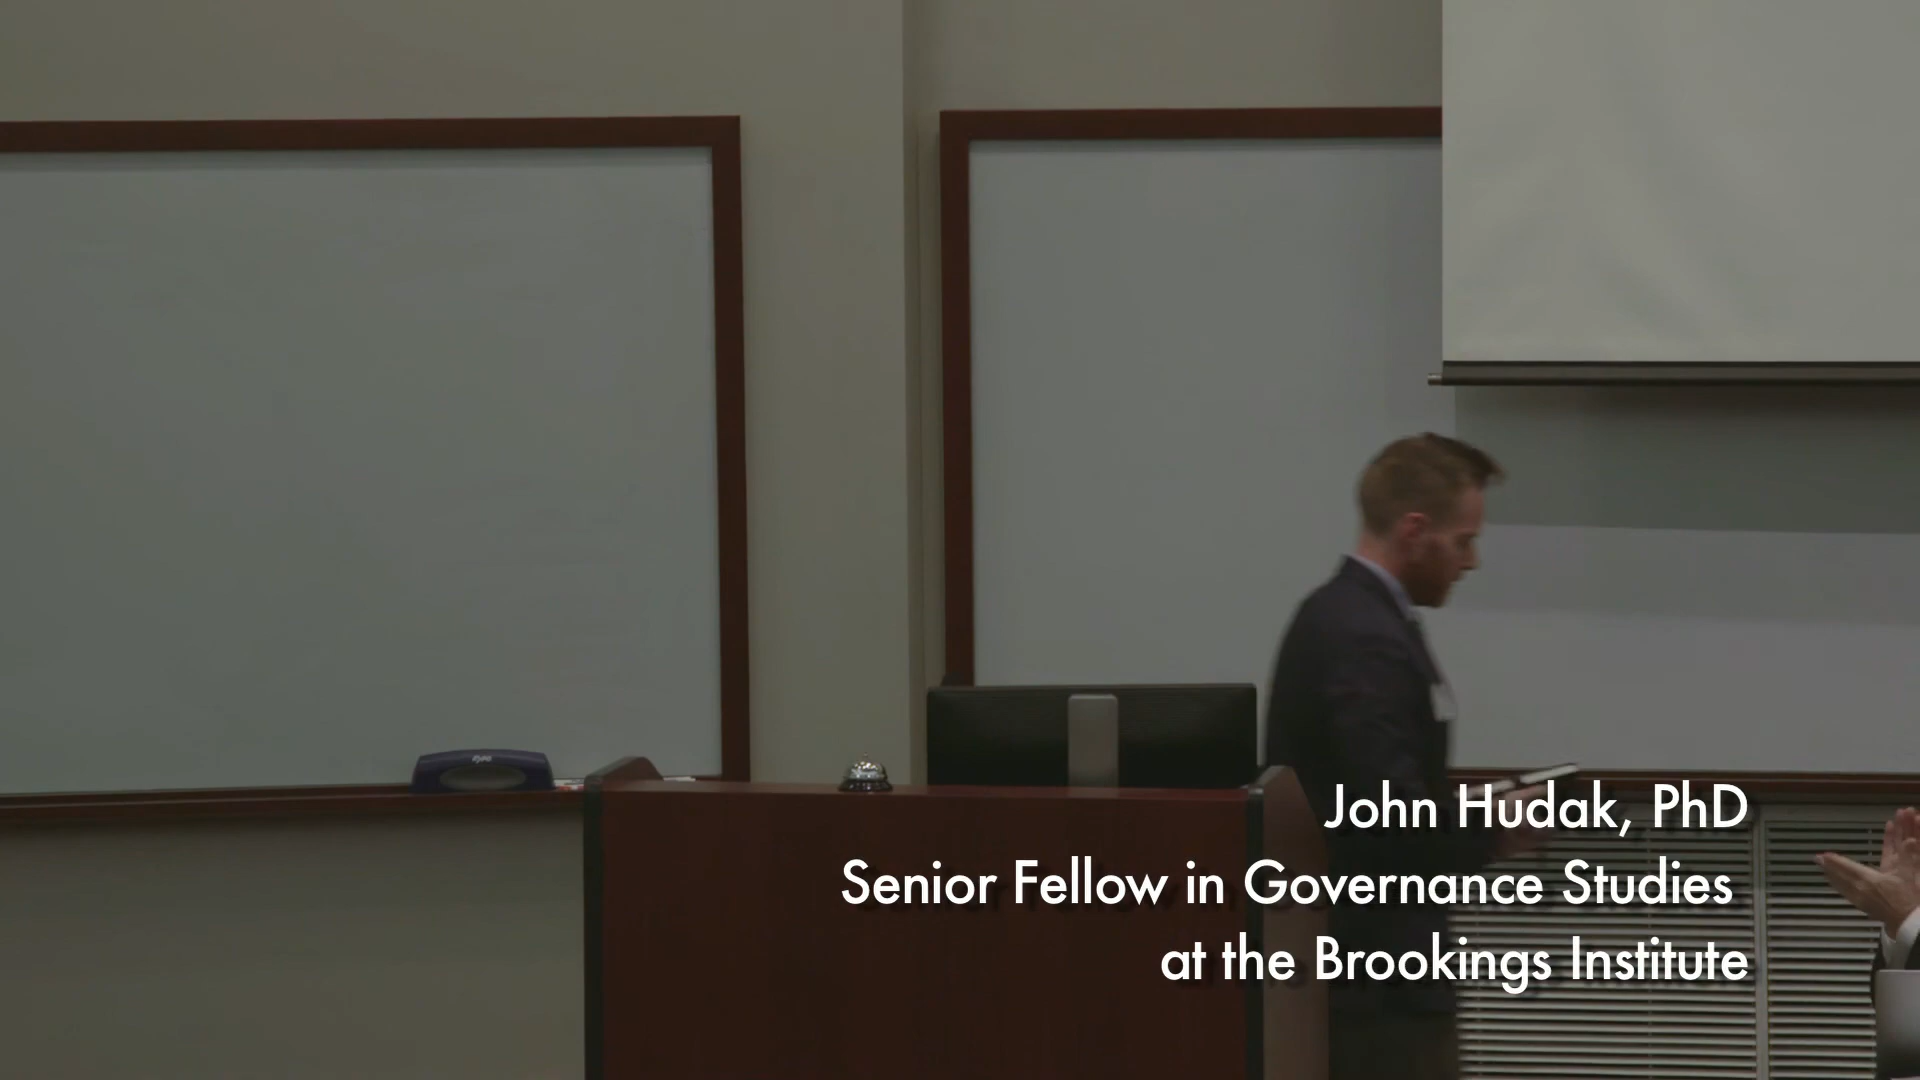 John Hudak, PhD
Senior Fellow in Governance Studies
at the Brookings Institute